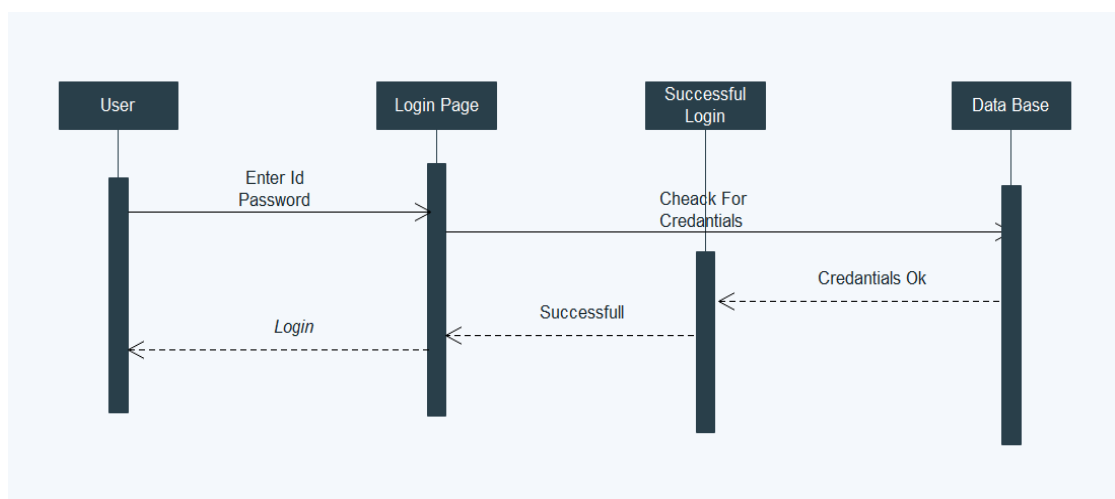 User
Login Page
Successful
Login
Data Base
Enter Id
Password
Cheack For
Credantials
Credantials Ok
Successfull
Login